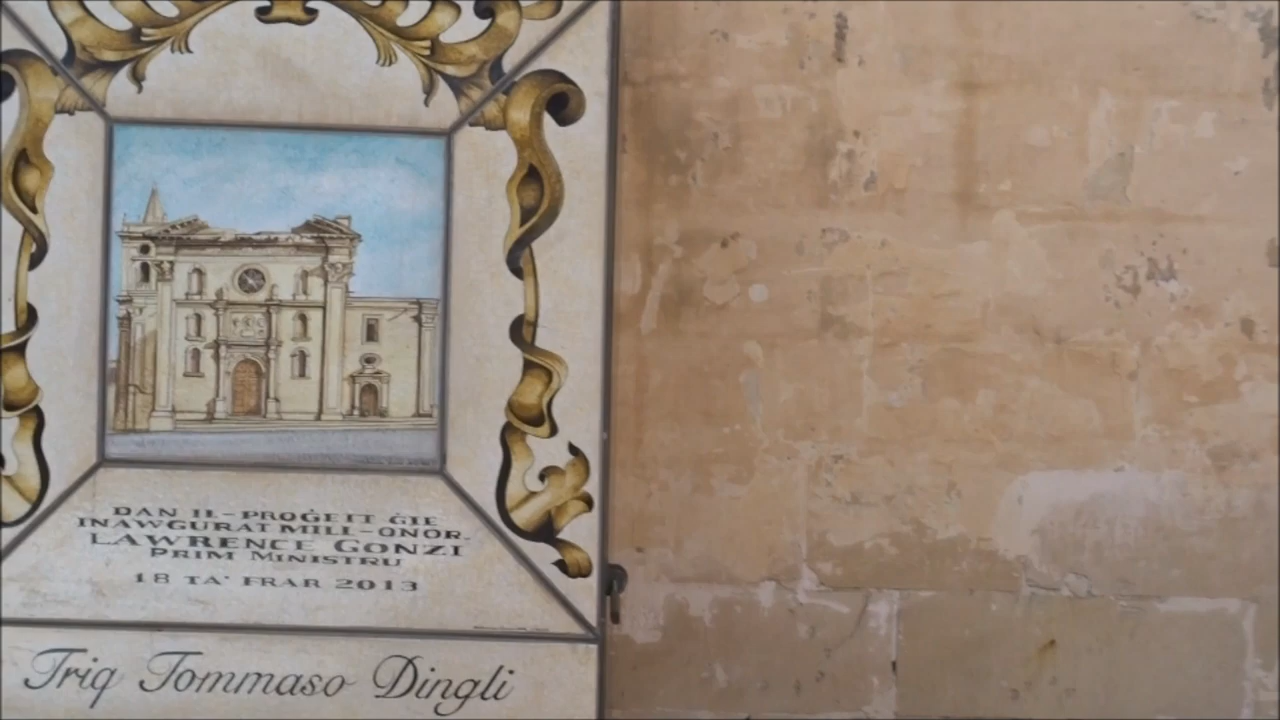 DAN IL-PROĠETT ĠIE
INAWGURAT MILL-ONOR.
LAWRENCE GONZI
PRIM MINISTRU
18 TA' FRAR 2013
Triq Tommaso Dingli